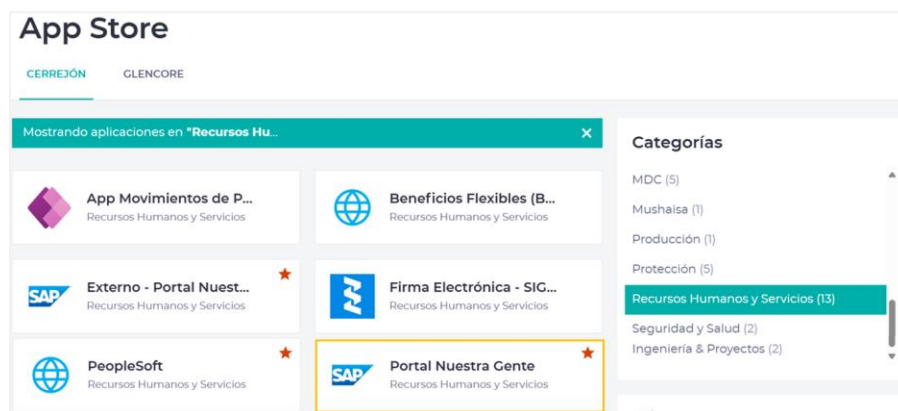 App Store
CERREJÓN GLENCORE
Mostrando aplicaciones en "Recursos Hu... ×
App Movimientos de P...
Recursos Humanos y Servicios
Beneficios Flexibles (B...
Recursos Humanos y Servicios
SAP
Externo - Portal Nuest...
Recursos Humanos y Servicios
Firma Electrónica - SIG...
Recursos Humanos y Servicios
PeopleSoft
Recursos Humanos y Servicios
SAP
Portal Nuestra Gente
Recursos Humanos y Servicios
Categorías
MDC (5)
Mushaisa (1)
Producción (1)
Protección (5)
Recursos Humanos y Servicios (13)
Seguridad y Salud (2)
Ingeniería & Proyectos (2)